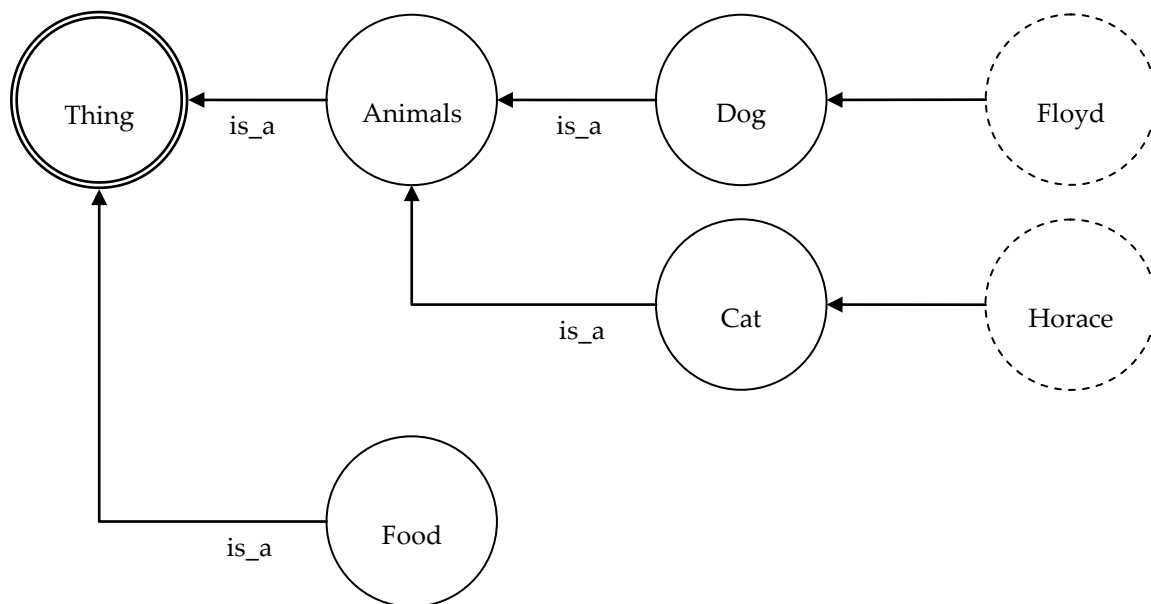 Thing
Animals
Dog
Floyd
is_a
is_a
Cat
Horace
is_a
Food
is_a